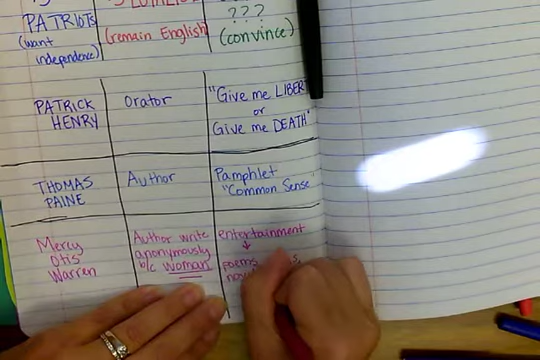 PATRIOTS
(want
independence)
(remain English)
???
(convince)
PATRICK
HENRY
Orator
"Give me LIBER
or
Give me DEATH"
THOMAS
PAINE
Author
Pamphlet
"Common Sense
Mercy
Otis
Warren
Author write
anonymously
b/c woman
entertainment
poems